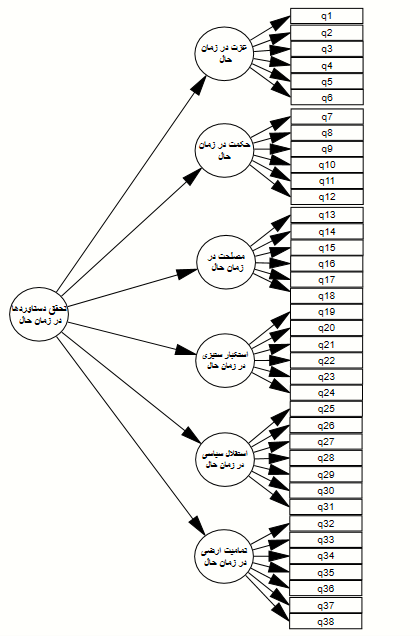 q1
q2
عزت در زمان
حال
q3
q4
q5
q6
q7
q8
حکمت در زمان
حال
q9
q10
q11
q12
q13
q14
q15
مصلحت در
زمان حال
q16
q17
q18
تحقق دستاوردها
در زمان حال
q19
q20
q21
استکبار ستیزی
در زمان حال
q22
q23
q24
q25
q26
q27
استقلال سیاسی
در زمان حال
q28
q29
q30
q31
q32
q33
تمامیت ارضی
در زمان حال
q34
q35
q36
q37
q38